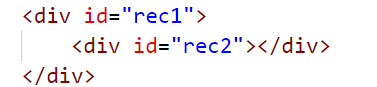 <div id="rec1">
    <div id="rec2"></div>
</div>